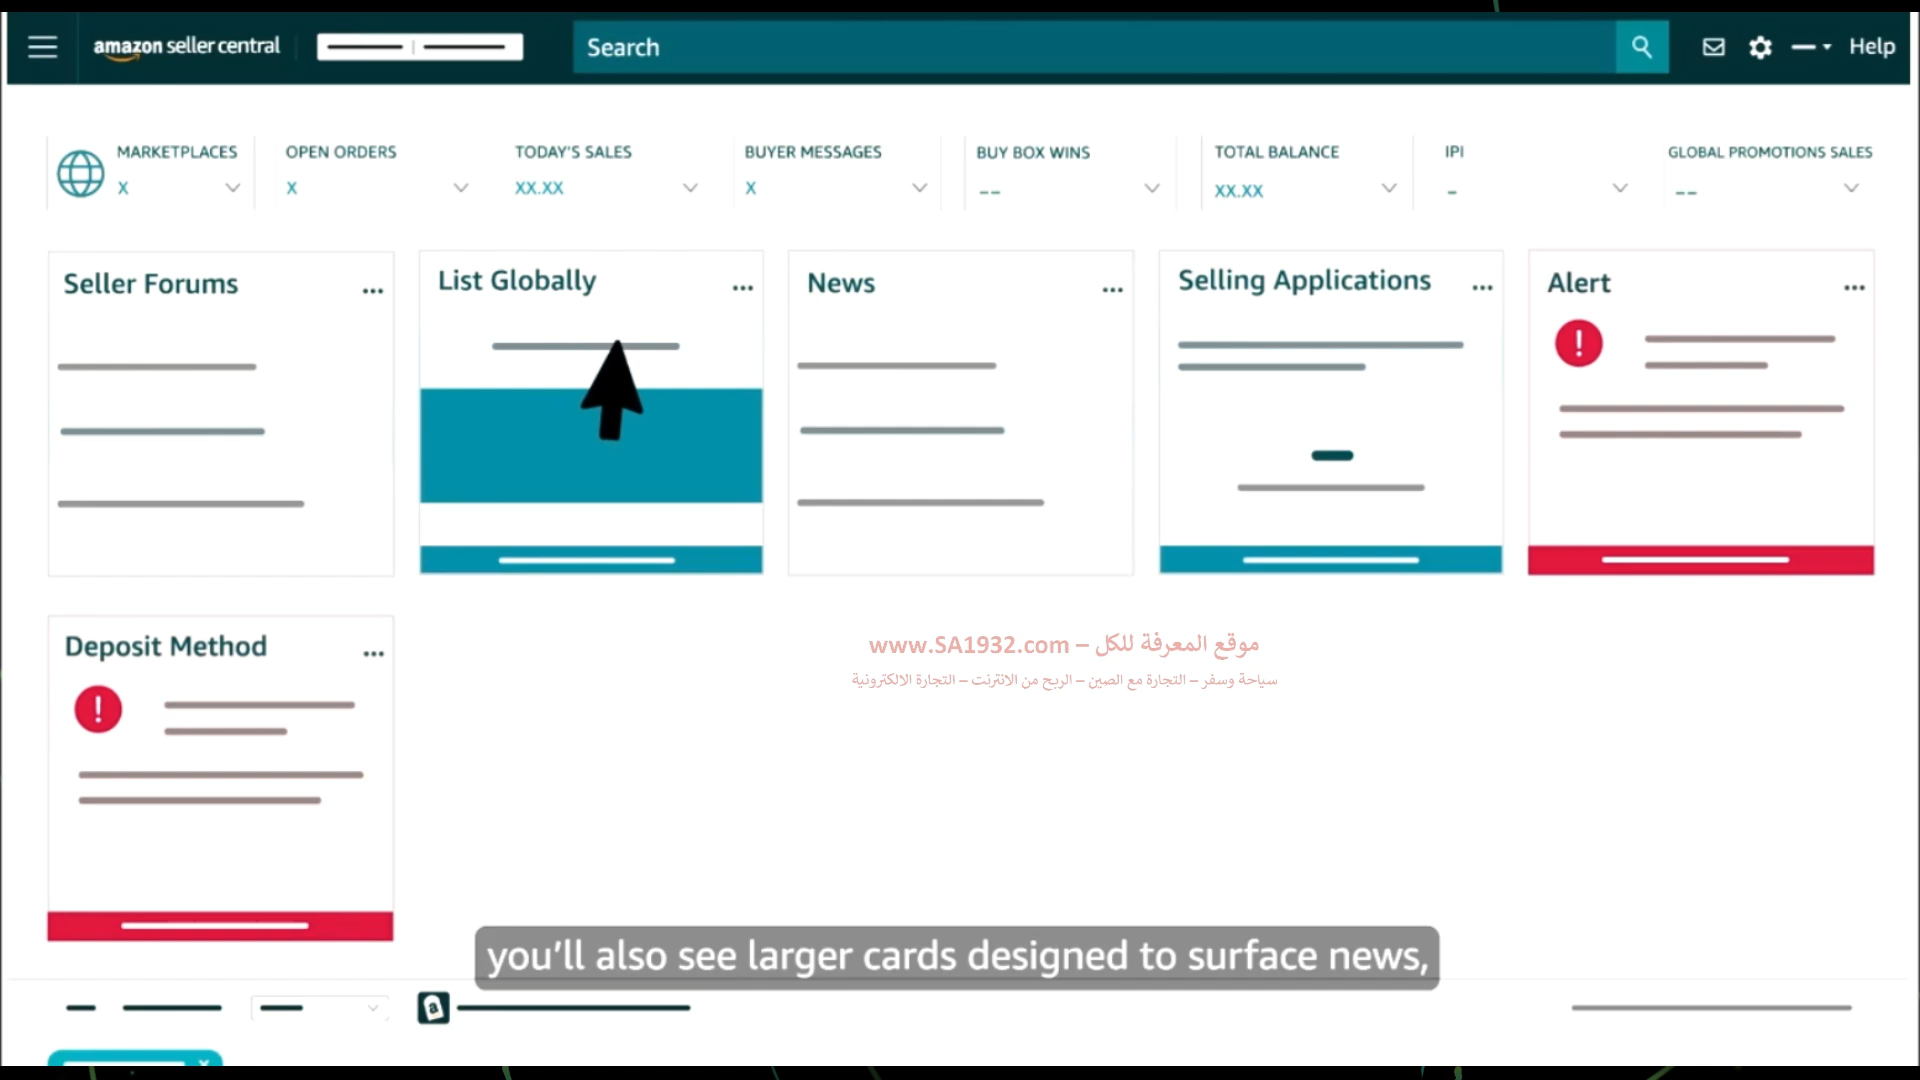 amazon seller central
Search
Help
MARKETPLACES
X
OPEN ORDERS
X
TODAY'S SALES
XX.XX
BUYER MESSAGES
X
BUY BOX WINS
--
TOTAL BALANCE
XX.XX
IPI
-
GLOBAL PROMOTIONS SALES
--
Seller Forums ...
List Globally ...
News ...
Selling Applications ...
Alert ...
!
Deposit Method ...
!
موقع المعرفة للكل – www.SA1932.com
سياحة وسفر – التجارة مع الصين – الربح من الانترنت – التجارة الالكترونية
you'll also see larger cards designed to surface news,
a